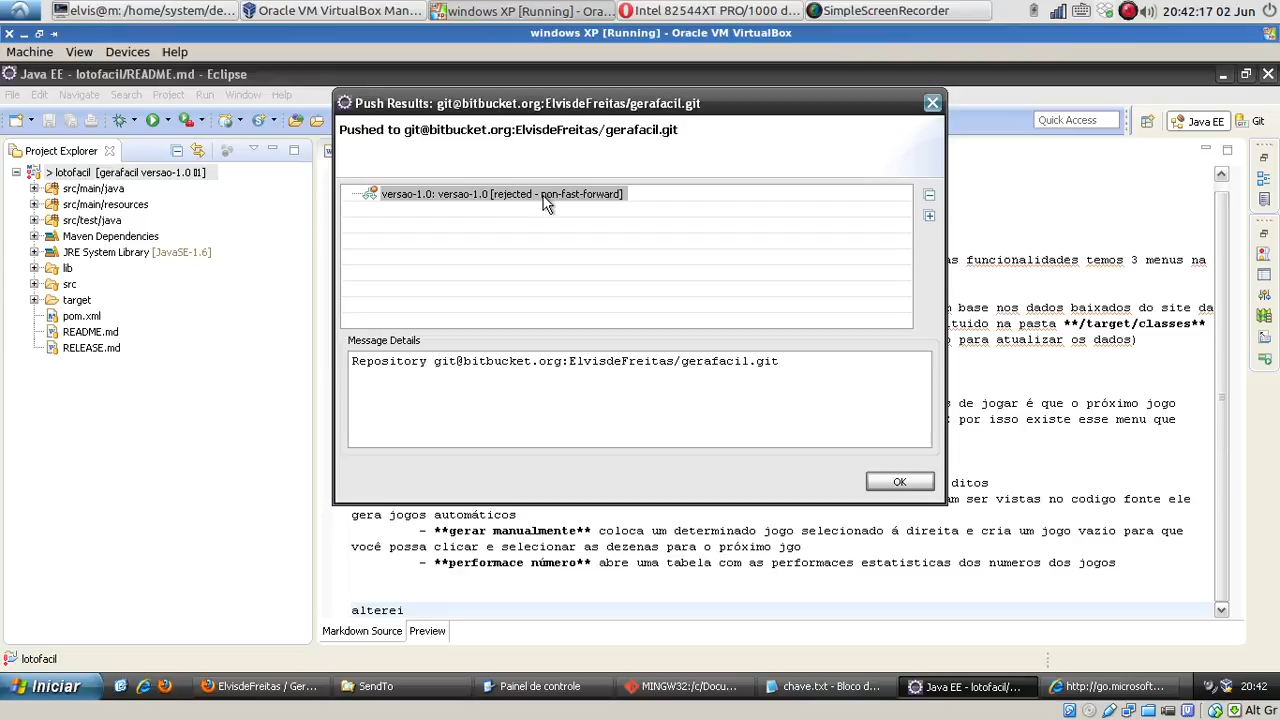 elvis@m: /home/system/de...
Oracle VM VirtualBox Man...
windows XP [Running] - Ora...
Intel 82544XT PRO/1000 d...
SimpleScreenRecorder
20:42:17 02 Jun
windows XP [Running] - Oracle VM VirtualBox
Machine View Devices Help
Java EE - lotofacil/README.md - Eclipse
File Edit Navigate Search Project Run Window Help
Quick Access
Java EE
Git
Project Explorer
> lotofacil [gerafacil versao-1.0 ⇓1]
src/main/java
src/main/resources
src/test/java
Maven Dependencies
JRE System Library [JavaSE-1.6]
lib
src
target
pom.xml
README.md
RELEASE.md
Push Results: git@bitbucket.org:ElvisdeFreitas/gerafacil.git
Pushed to git@bitbucket.org:ElvisdeFreitas/gerafacil.git
versao-1.0: versao-1.0 [rejected - non-fast-forward]
Message Details
Repository git@bitbucket.org:ElvisdeFreitas/gerafacil.git
OK
as funcionalidades temos 3 menus na
m base nos dados baixados do site da
tituido na pasta **/target/classes**
o para atualizar os dados)
s de jogar é que o próximo jogo
: por isso existe esse menu que
ditos
am ser vistas no codigo fonte ele
gera jogos automáticos
- **gerar manualmente** coloca um determinado jogo selecionado á direita e cria um jogo vazio para que
você possa clicar e selecionar as dezenas para o próximo jgo
- **performace número** abre uma tabela com as performaces estatisticas dos numeros dos jogos
alterei
Markdown Source Preview
lotofacil
Iniciar
ElvisdeFreitas / Ger...
SendTo
Painel de controle
MINGW32:/c/Docu...
chave.txt - Bloco d...
Java EE - lotofacil/...
http://go.microsoft...
20:42
Alt Gr